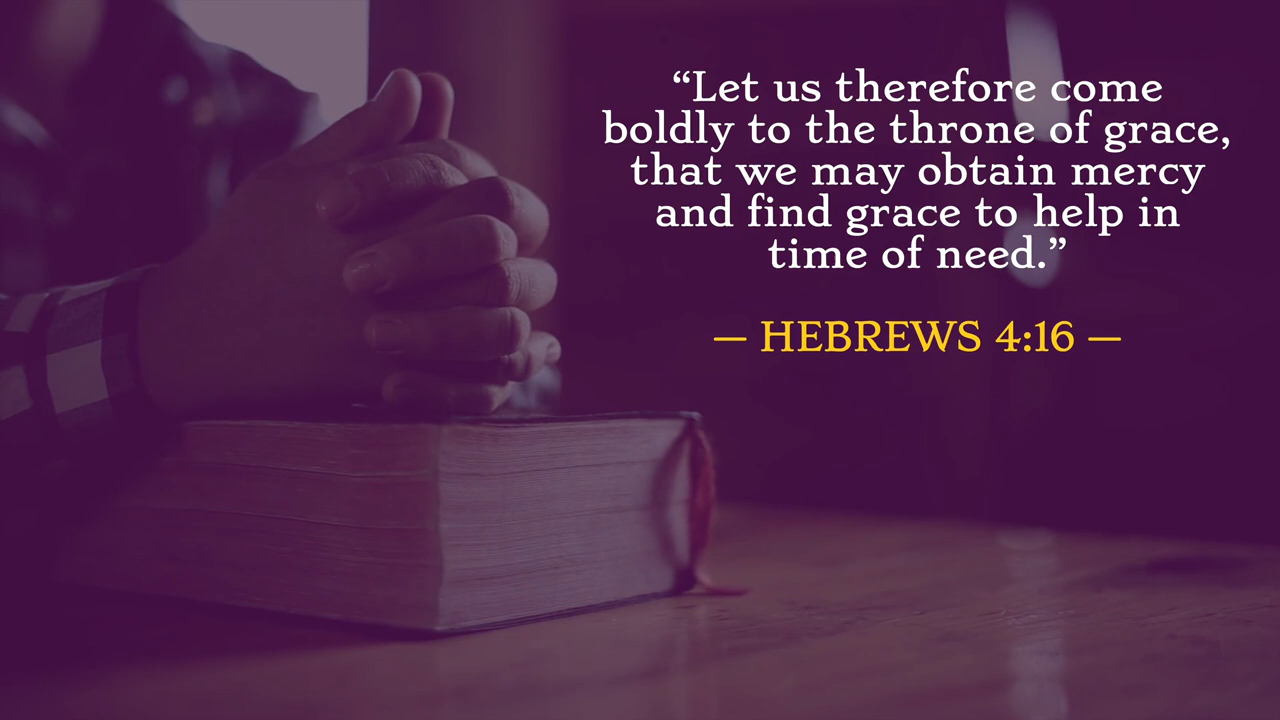 “Let us therefore come
boldly to the throne of grace,
that we may obtain mercy
and find grace to help in
time of need.”
— HEBREWS 4:16 —